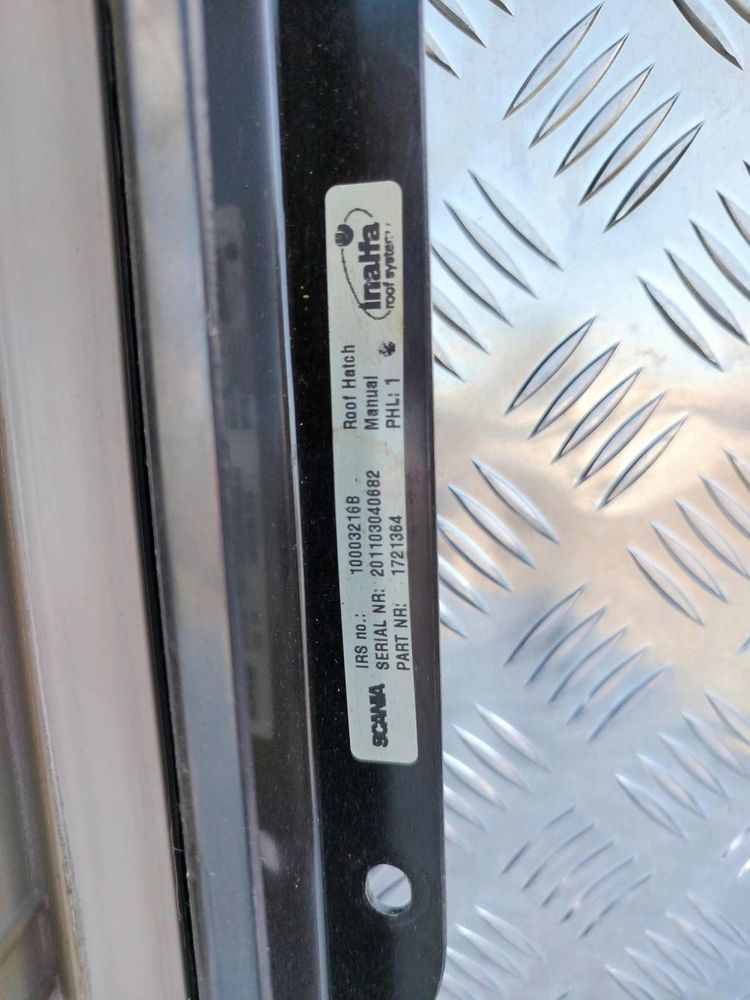 SCANIA
IRS no.: 10003216B Roof Hatch
SERIAL NR: 201103040682 Manual
PART NR: 1721364 PHL: 1
inalfa
roof systems